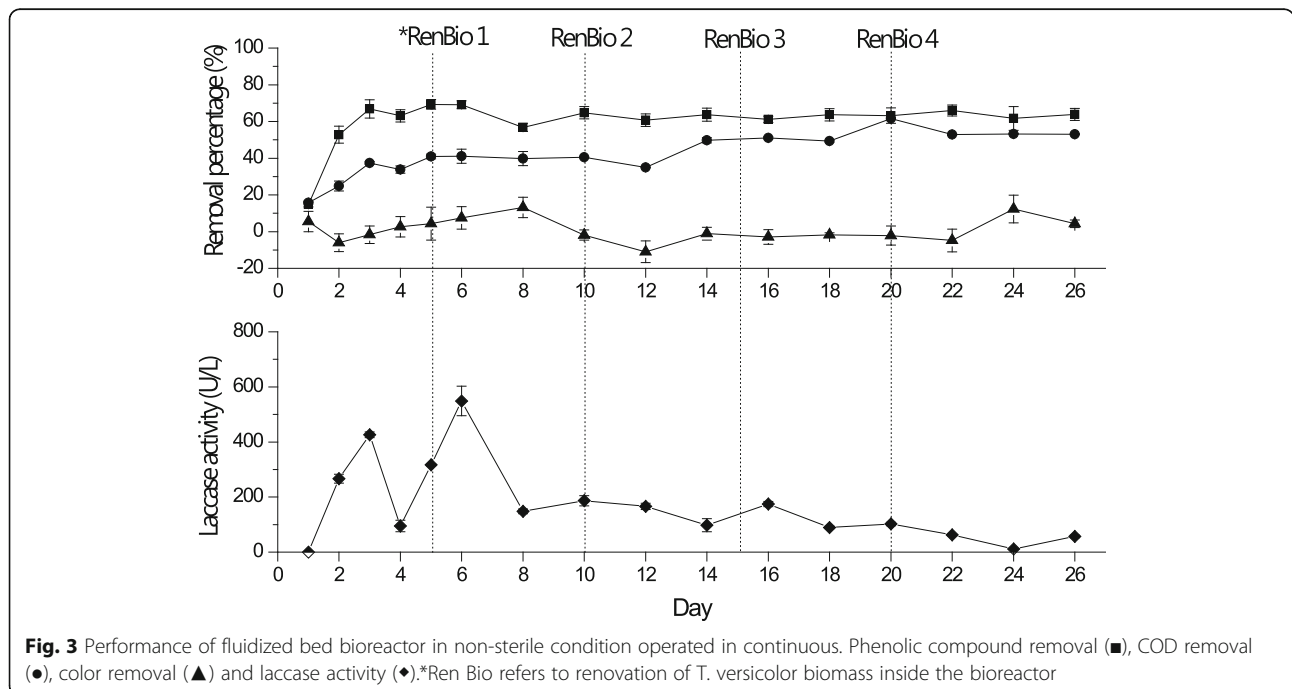 *RenBio 1 RenBio 2 RenBio 3 RenBio 4
100
80
60
40
20
0
-20
Removal percentage (%)
0 2 4 6 8 10 12 14 16 18 20 22 24 26
800
600
400
200
0
Laccase activity (U/L)
0 2 4 6 8 10 12 14 16 18 20 22 24 26
Day
Fig. 3 Performance of fluidized bed bioreactor in non-sterile condition operated in continuous. Phenolic compound removal (■), COD removal
(●), color removal (▲) and laccase activity (◆).*Ren Bio refers to renovation of T. versicolor biomass inside the bioreactor